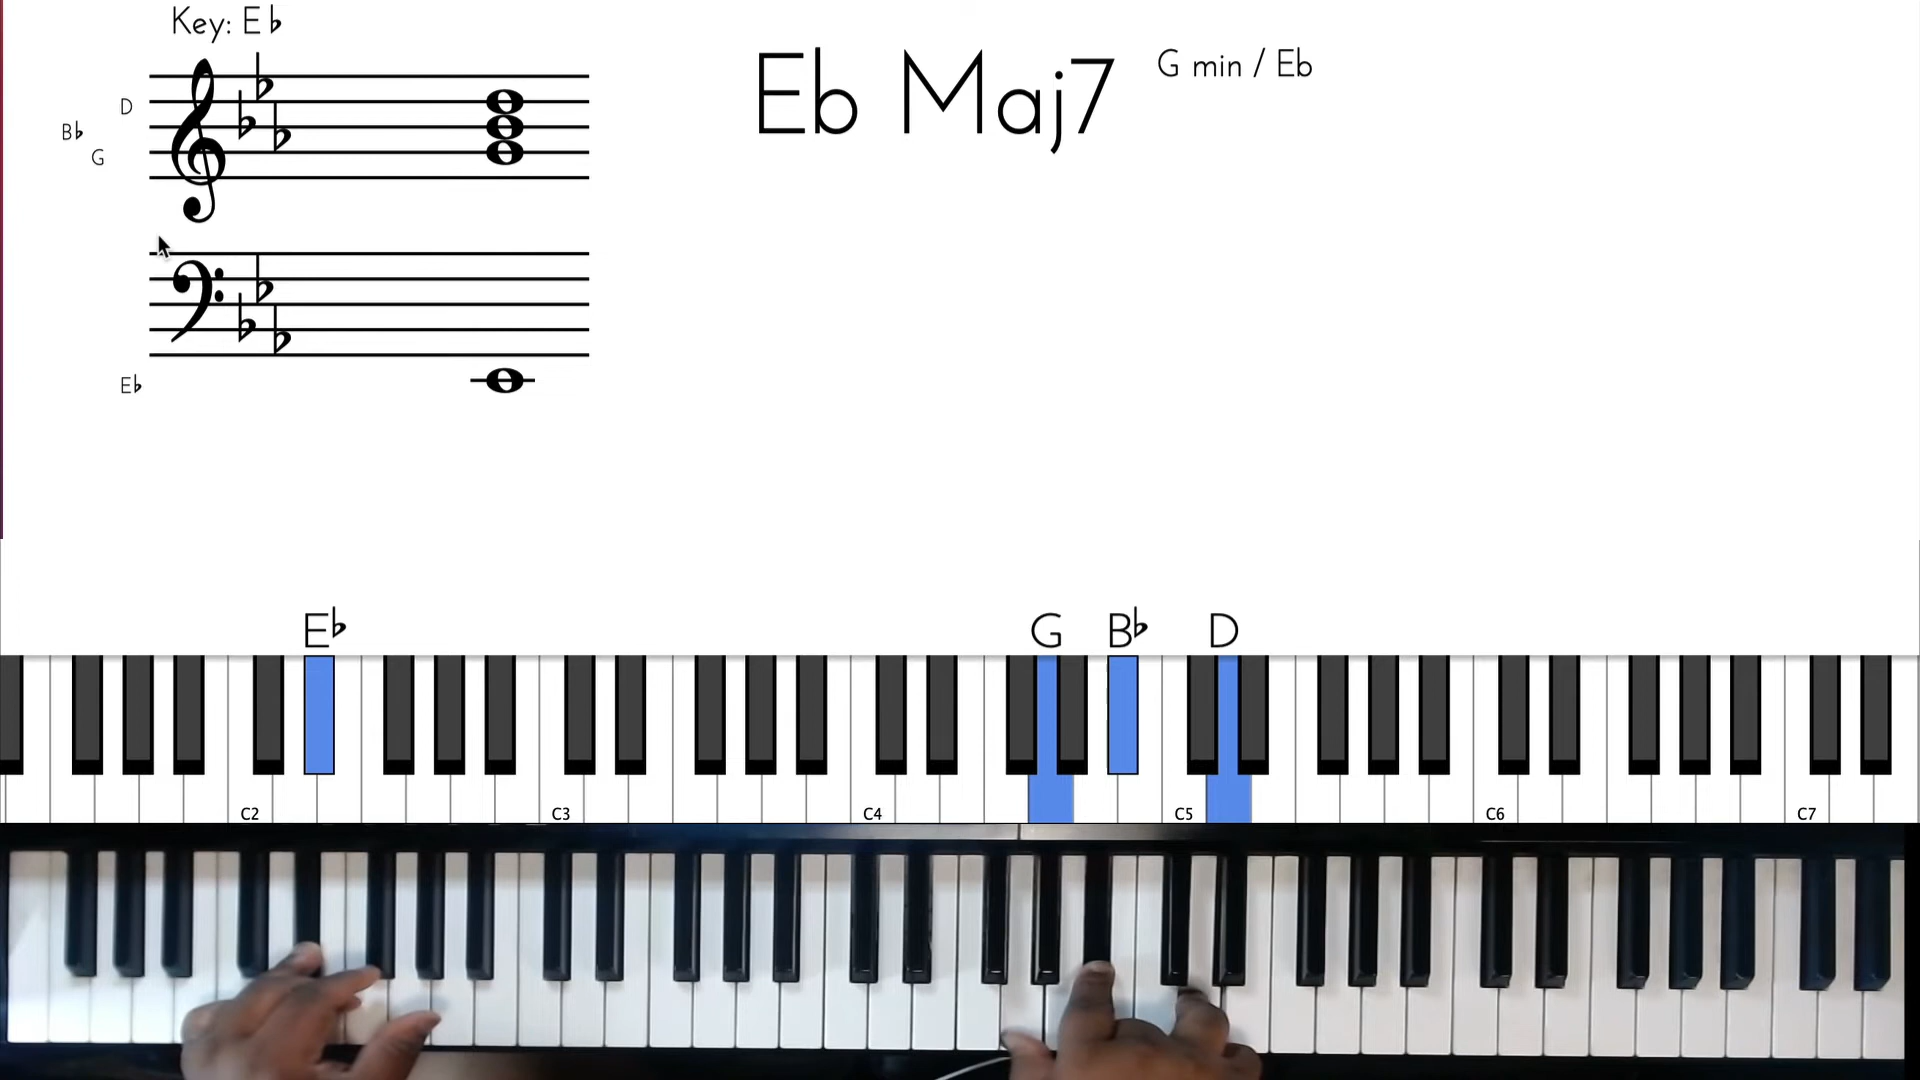 Key: E♭
Eb Maj7
G min / Eb
D
B♭
G
E♭
E♭ G B♭ D
C2 C3 C4 C5 C6 C7